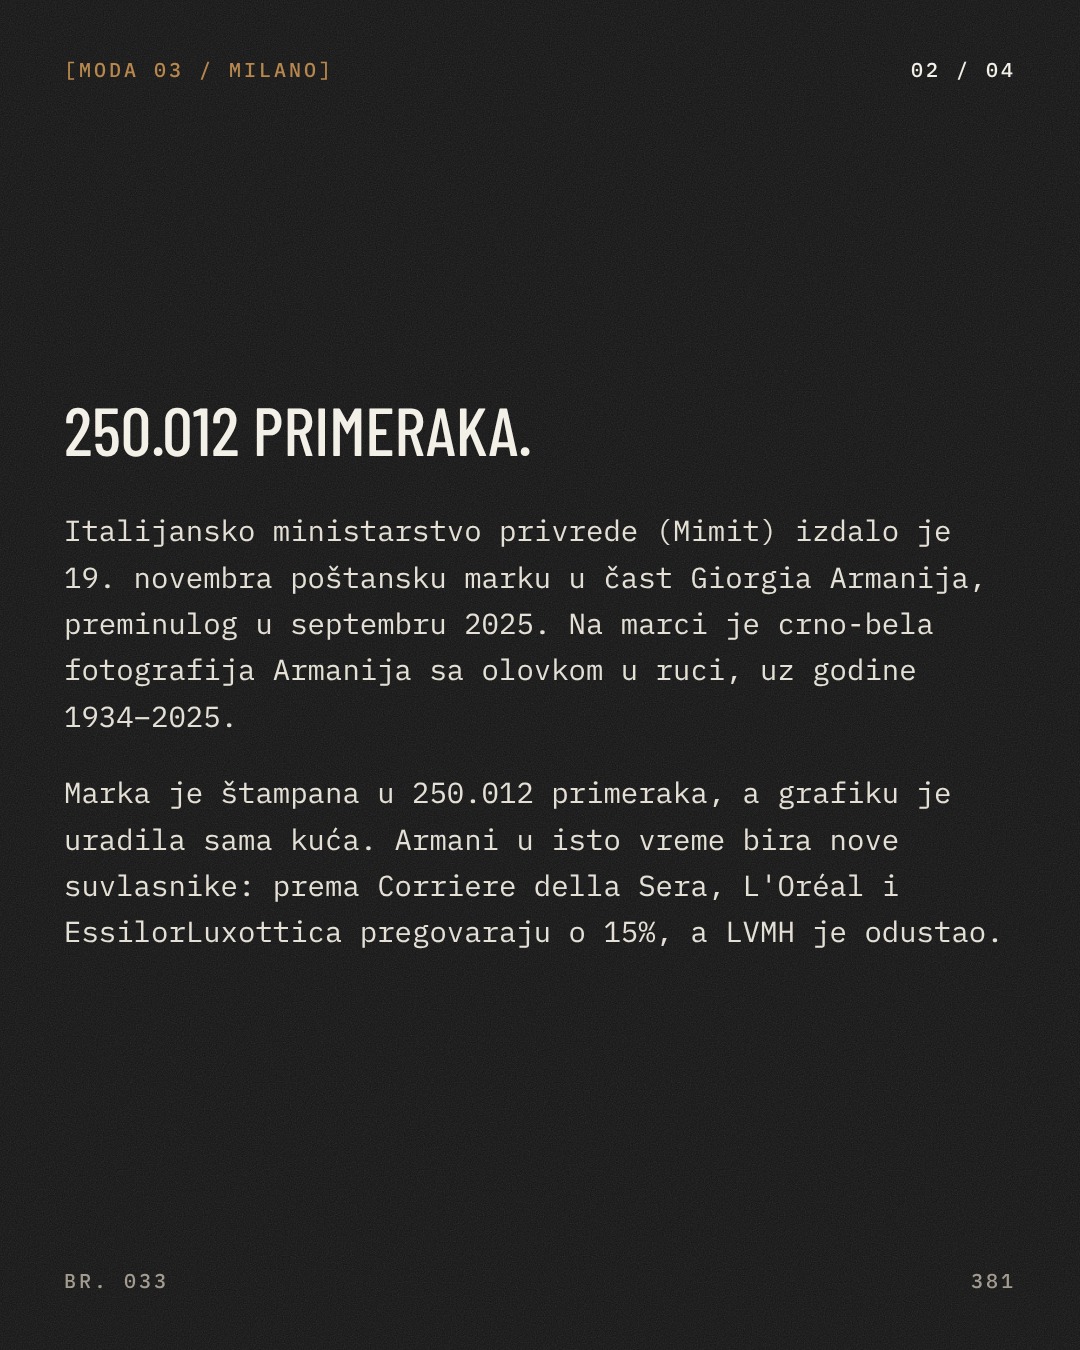 [MODA 03 / MILANO]
02 / 04
250.012 PRIMERAKA.
Italijansko ministarstvo privrede (Mimit) izdalo je
19. novembra poštansku marku u čast Giorgia Armanija,
preminulog u septembru 2025. Na marci je crno-bela
fotografija Armanija sa olovkom u ruci, uz godine
1934–2025.
Marka je štampana u 250.012 primeraka, a grafiku je
uradila sama kuća. Armani u isto vreme bira nove
suvlasnike: prema Corriere della Sera, L'Oréal i
EssilorLuxottica pregovaraju o 15%, a LVMH je odustao.
BR. 033
381